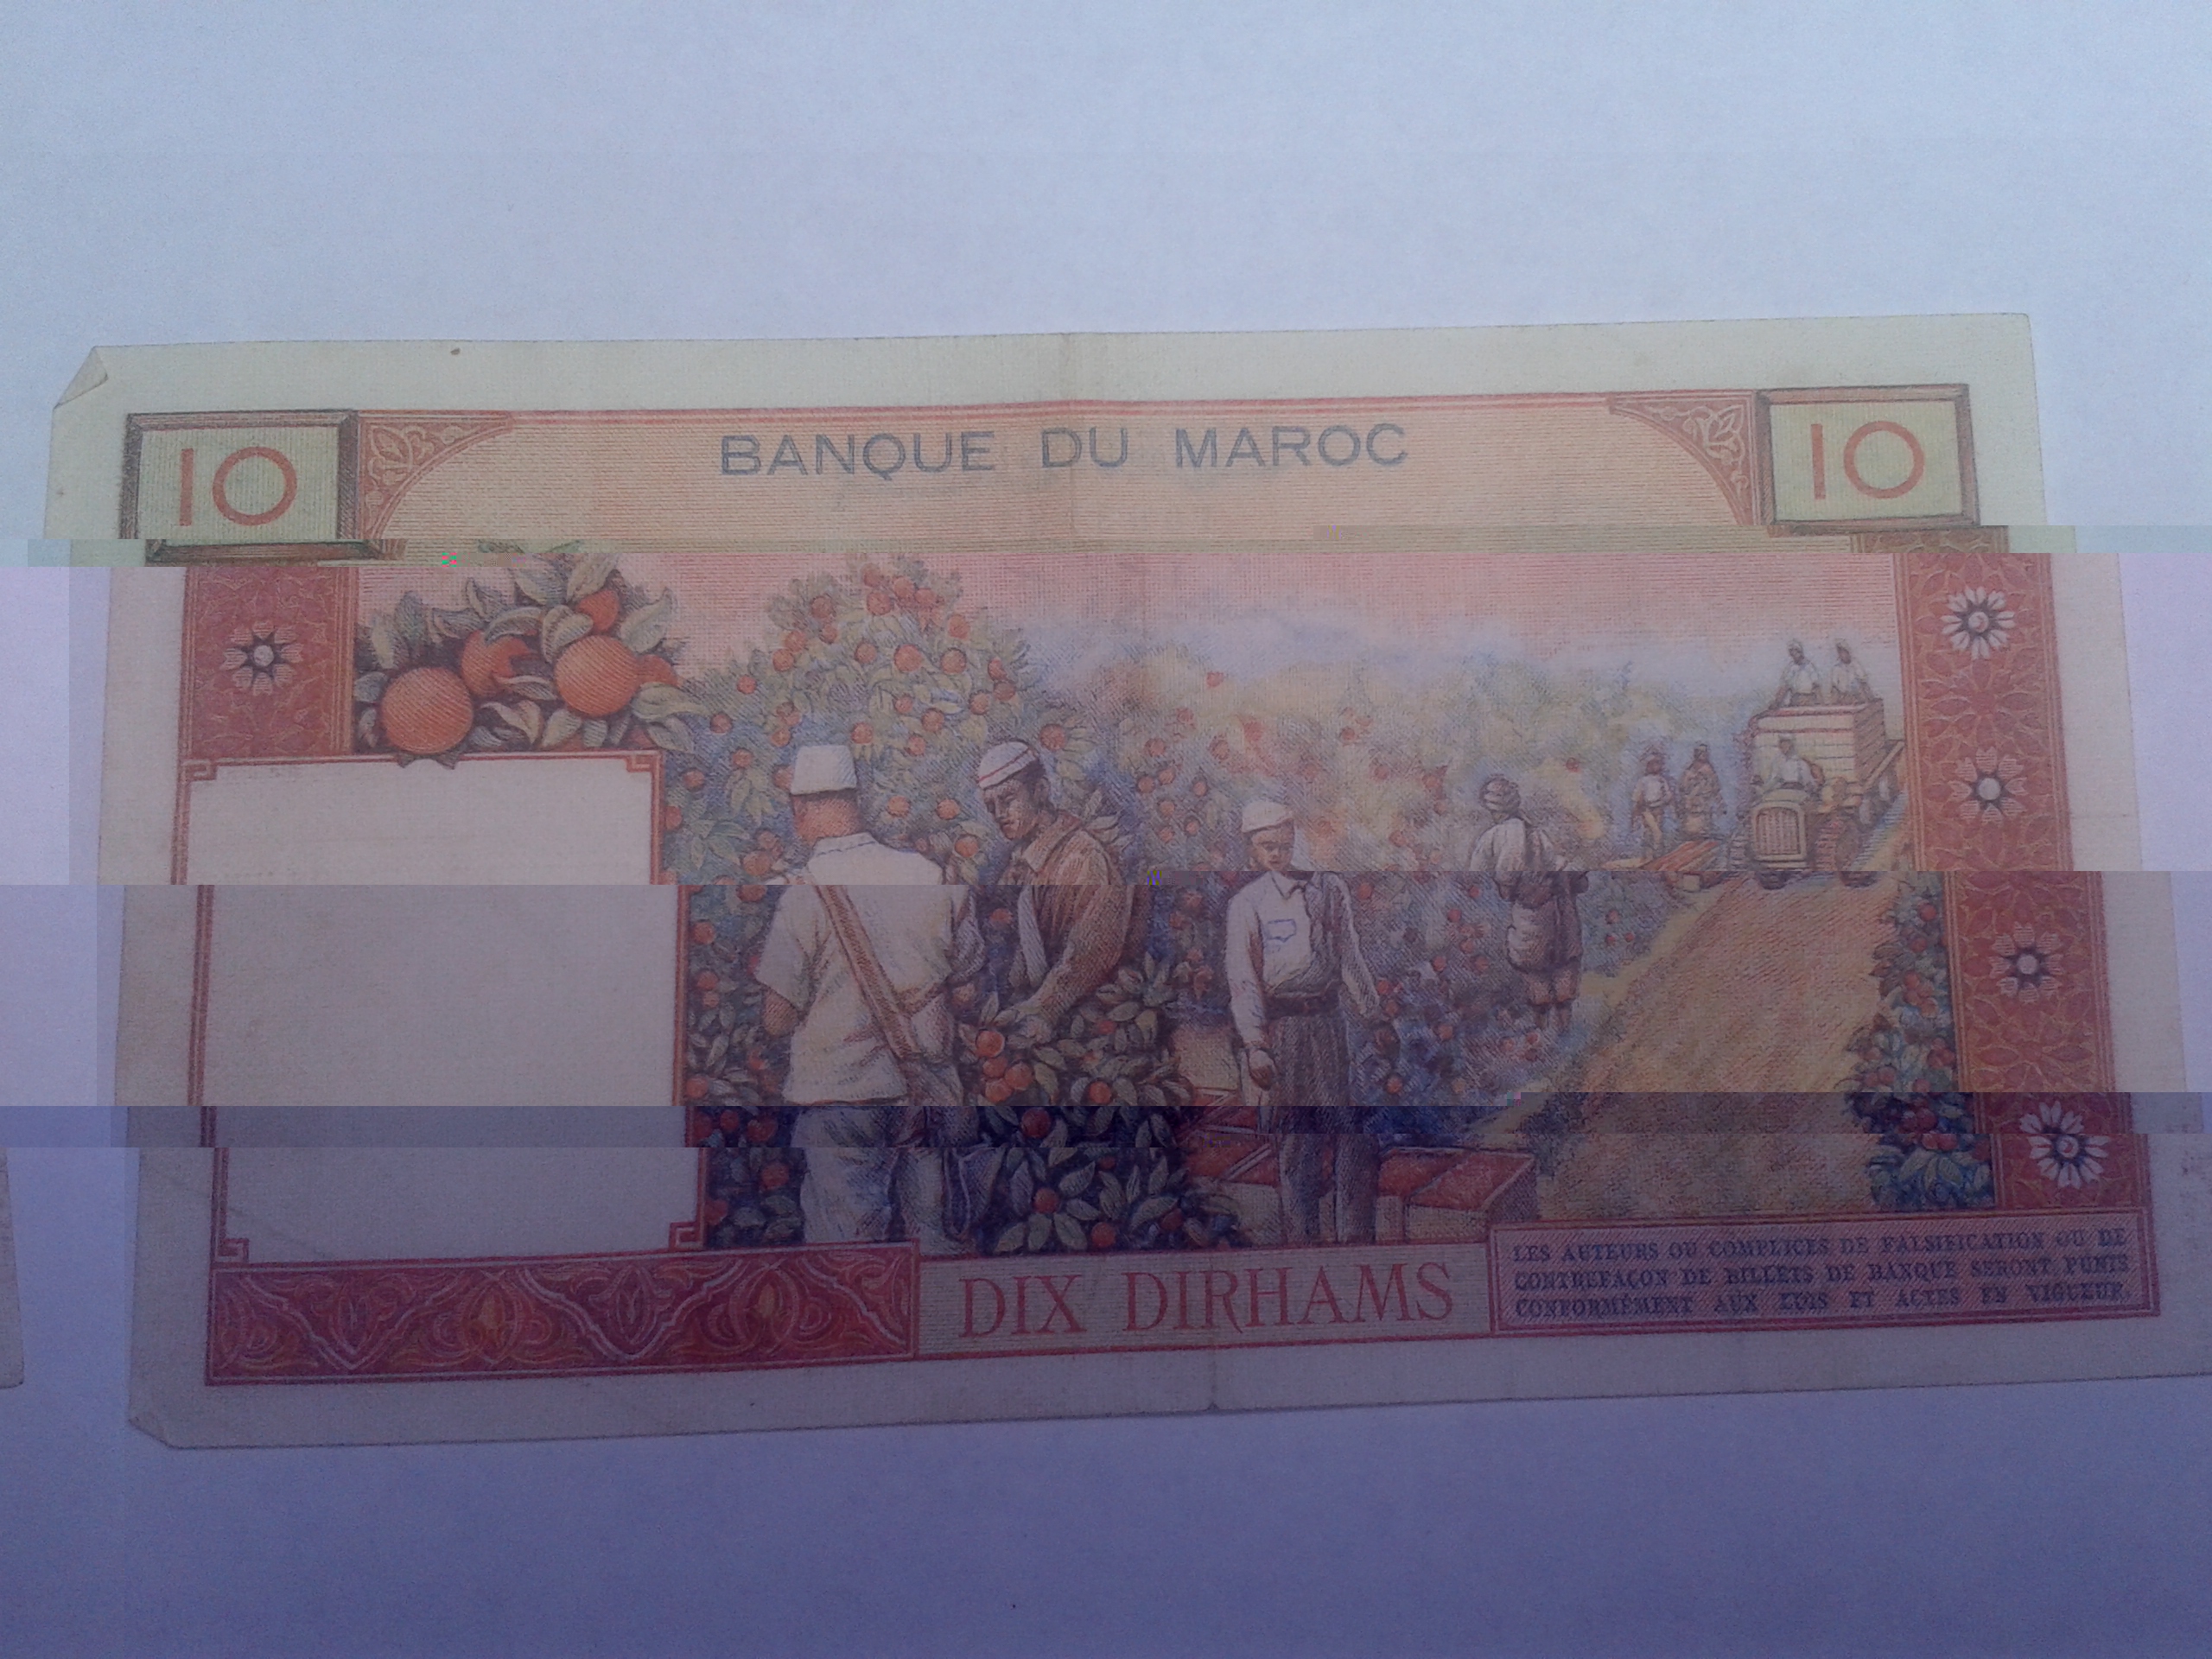 BANQUE DU MAROC
10
10
DIX DIRHAMS
LES AUTEURS OU COMPLICES DE FALSIFICATION OU DE
CONTREFAÇON DE BILLETS DE BANQUE SERONT PUNIS
CONFORMÉMENT AUX LOIS ET ACTES EN VIGUEUR.